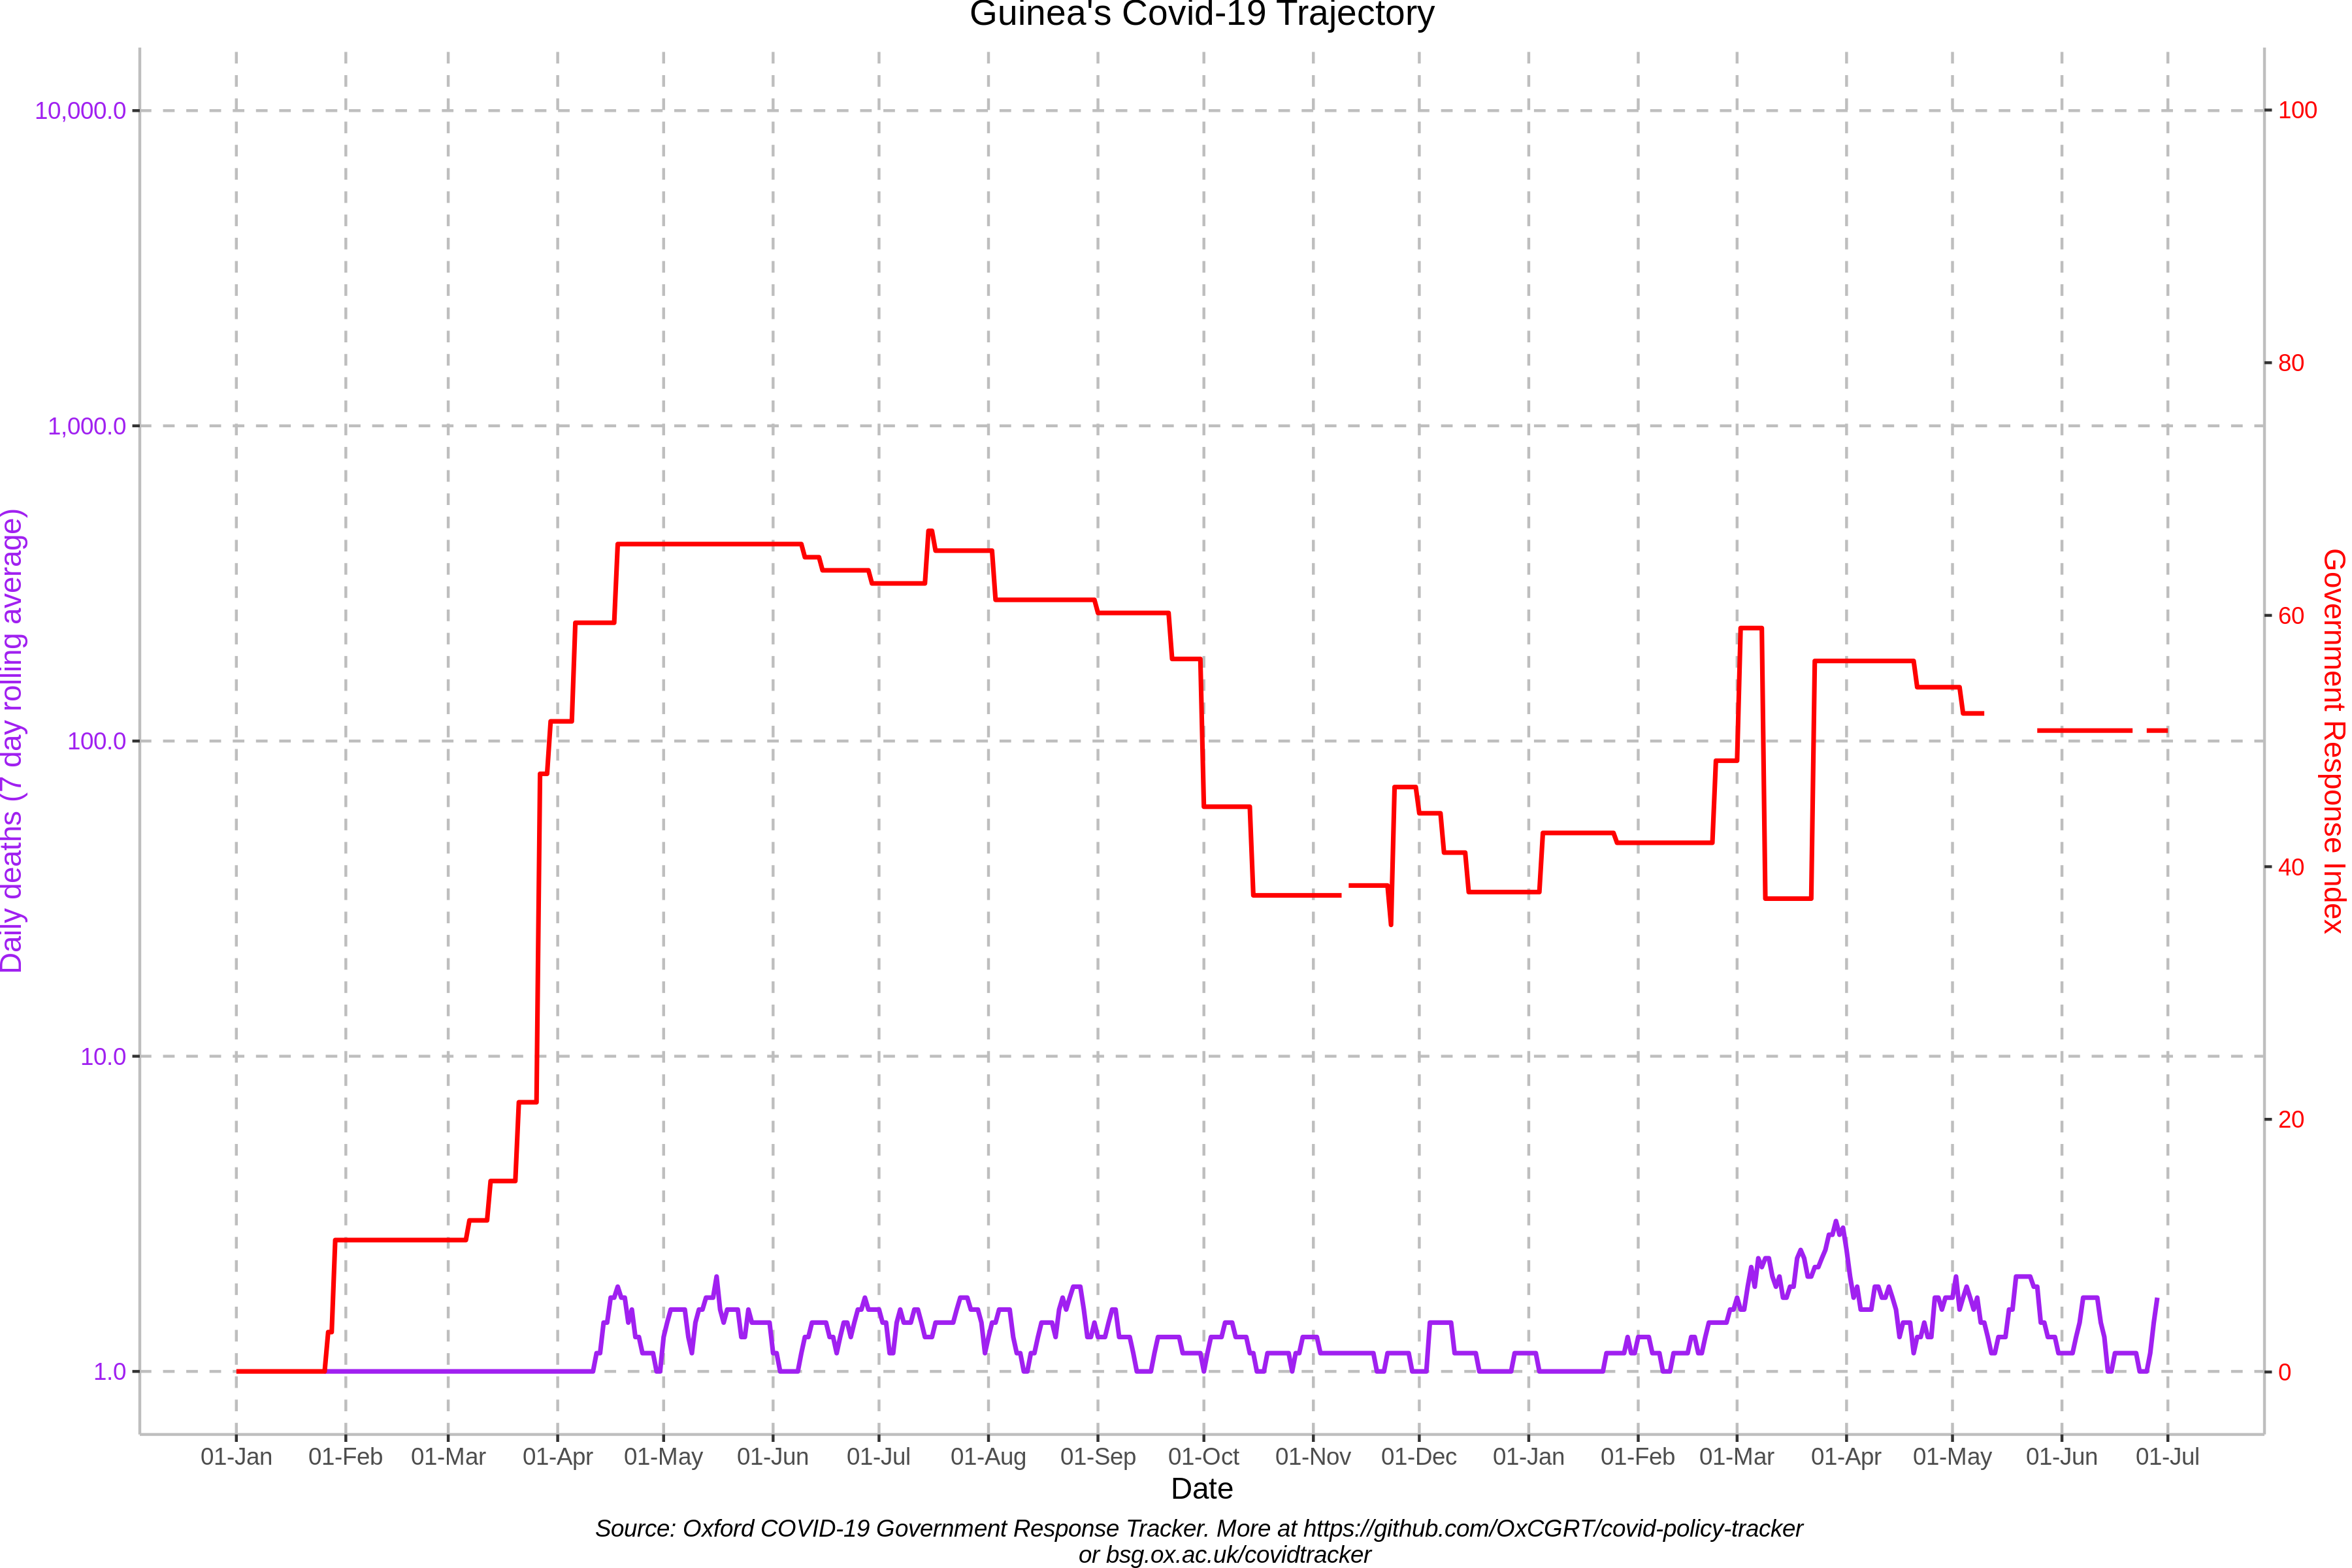 Guinea's Covid-19 Trajectory
10,000.0
1,000.0
100.0
10.0
1.0
Daily deaths (7 day rolling average)
100
80
60
40
20
0
Government Response Index
01-Jan 01-Feb 01-Mar 01-Apr 01-May 01-Jun 01-Jul 01-Aug 01-Sep 01-Oct 01-Nov 01-Dec 01-Jan 01-Feb 01-Mar 01-Apr 01-May 01-Jun 01-Jul
Date
Source: Oxford COVID-19 Government Response Tracker. More at https://github.com/OxCGRT/covid-policy-tracker
or bsg.ox.ac.uk/covidtracker